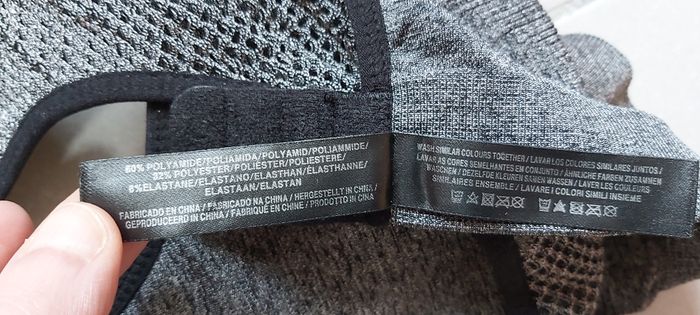 60% POLYAMIDE/POLIAMIDA/POLYAMID/POLIAMMIDE/
32% POLYESTER/POLIÉSTER/POLIESTERE/
8%ELASTANE/ELASTANO/ELASTHAN/ÉLASTHANNE/
ELASTAAN/ELASTAN
FABRICADO EN CHINA / FABRICADO NA CHINA / HERGESTELLT IN CHINA/
GEPRODUCEERD IN CHINA / FABRIQUÉ EN CHINE / PRODOTTO IN CINA
WASH SIMILAR COLOURS TOGETHER / LAVAR LOS COLORES SIMILARES JUNTOS /
LAVAR AS CORES SEMELHANTES EN CONJUNTO / ÄHNLICHE FARBEN ZUSAMMEN
WASCHEN / DEZELFDE KLEUREN SAMEN WASSEN / LAVER LES COULEURS
SIMILAIRES ENSEMBLE / LAVARE I COLORI SIMILI INSIEME